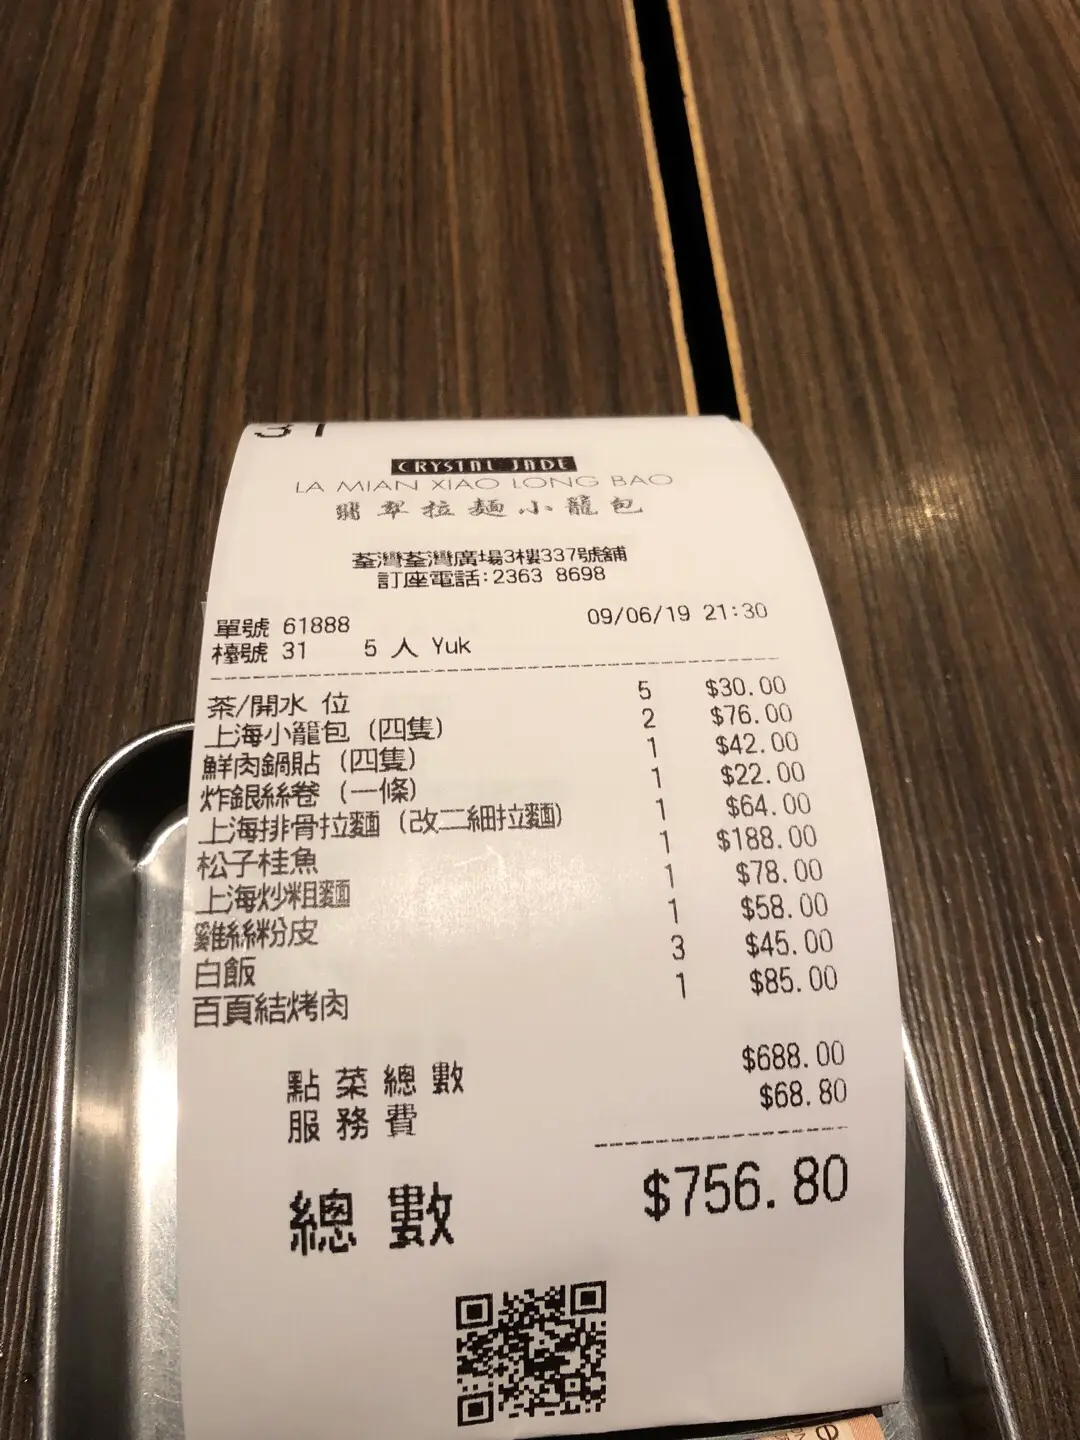 31
CRYSTAL JADE
LA MIAN XIAO LONG BAO
翡翠拉麵小籠包
荃灣荃灣廣場3樓337號舖
訂座電話:2363 8698
單號 61888 09/06/19 21:30
檯號 31 5 人 Yuk
茶/開水 位 5 $30.00
上海小籠包 (四隻) 2 $76.00
鮮肉鍋貼 (四隻) 1 $42.00
炸銀絲卷 (一條) 1 $22.00
上海排骨拉麵 (改二細拉麵) 1 $64.00
松子桂魚 1 $188.00
上海炒粗麵 1 $78.00
雞絲粉皮 1 $58.00
白飯 3 $45.00
百頁結烤肉 1 $85.00
點菜總數 $688.00
服務費 $68.80
總數 $756.80